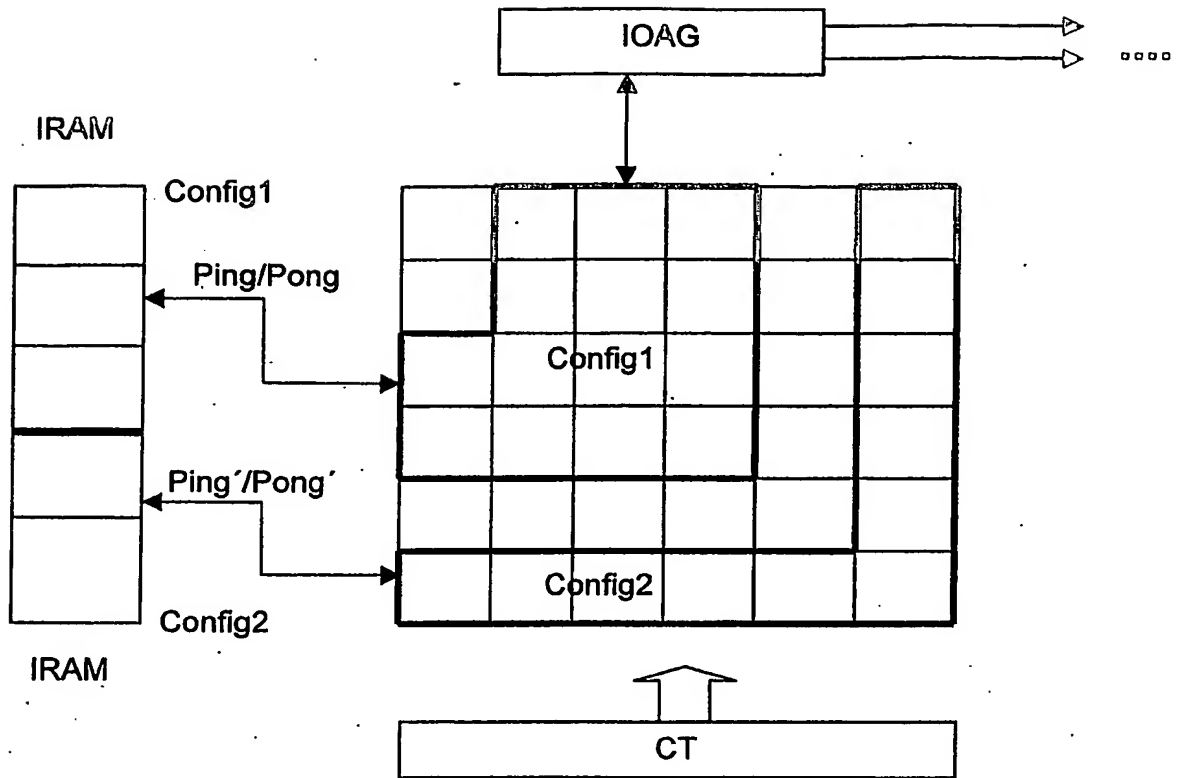 IOAG
IRAM
Config1
Ping/Pong
Config1
Ping´/Pong´
Config2
Config2
IRAM
CT